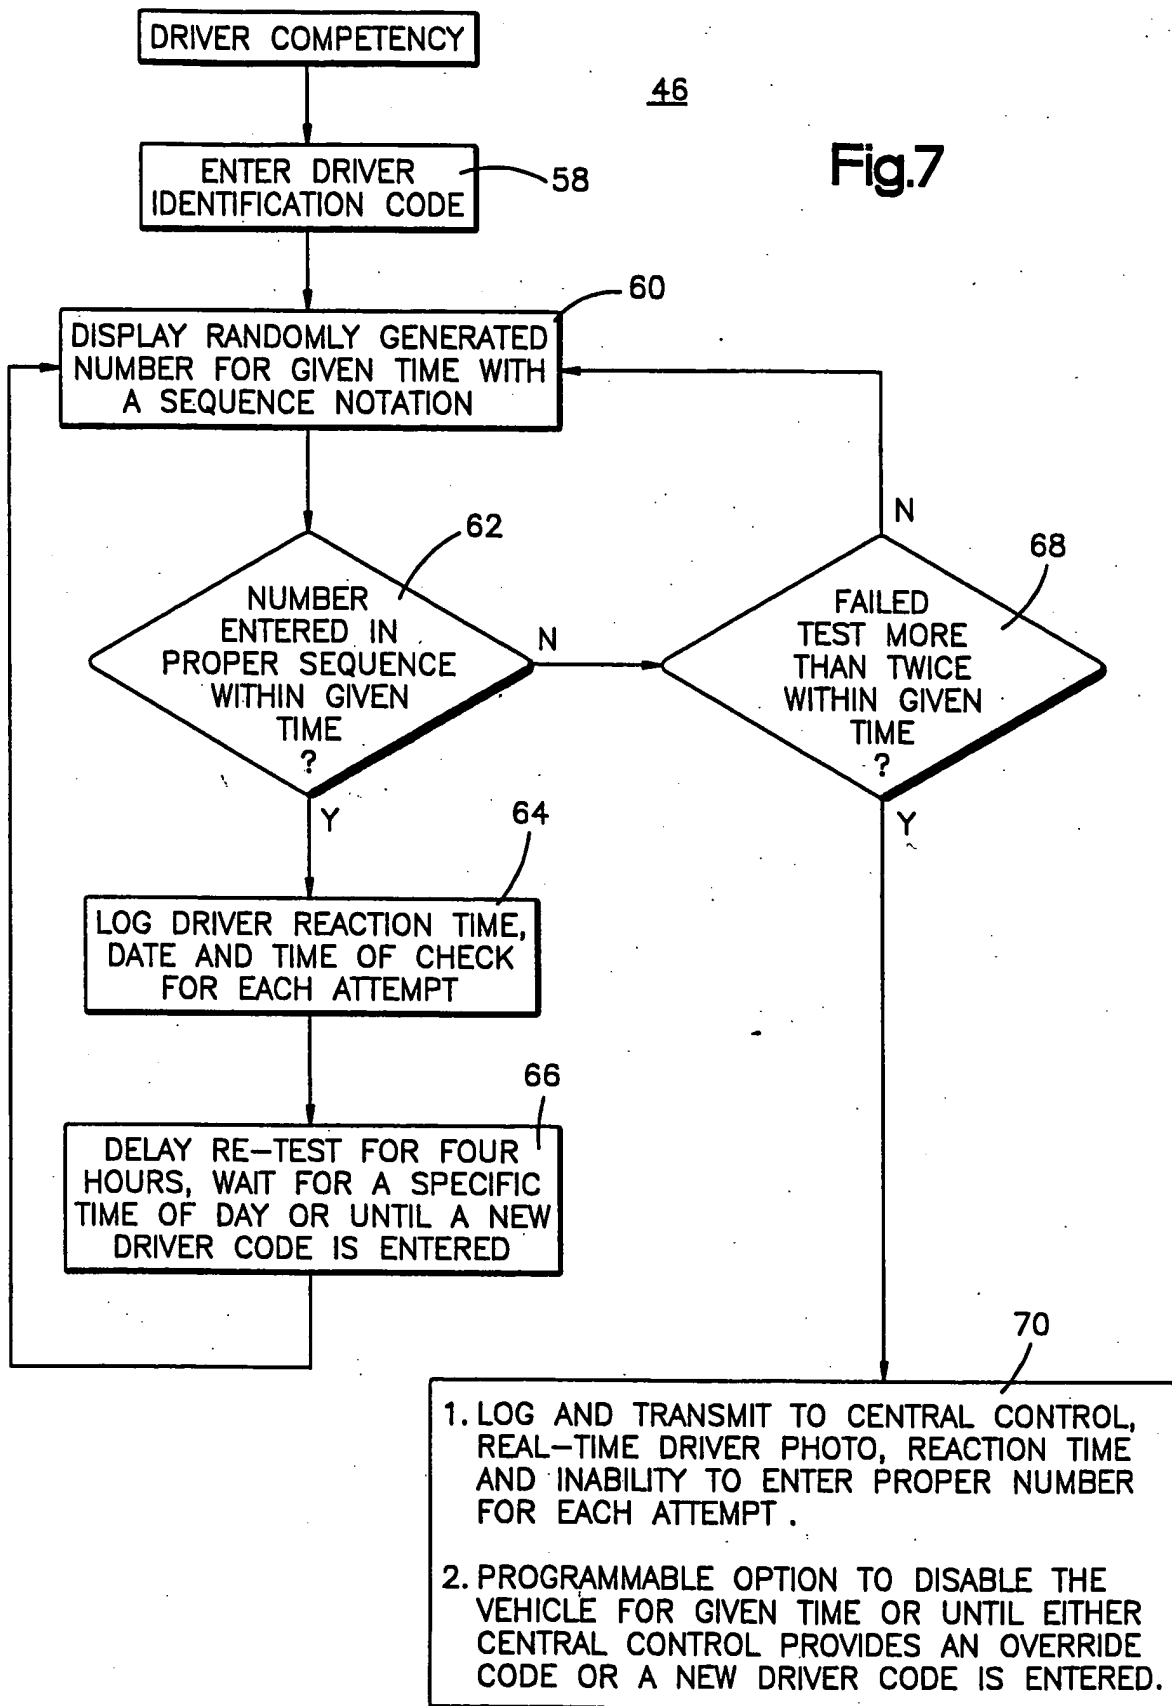 DRIVER COMPETENCY
46
Fig.7
ENTER DRIVER
IDENTIFICATION CODE
58
60
DISPLAY RANDOMLY GENERATED
NUMBER FOR GIVEN TIME WITH
A SEQUENCE NOTATION
62
NUMBER
ENTERED IN
PROPER SEQUENCE
WITHIN GIVEN
TIME
?
N
Y
N
68
FAILED
TEST MORE
THAN TWICE
WITHIN GIVEN
TIME
?
Y
64
LOG DRIVER REACTION TIME,
DATE AND TIME OF CHECK
FOR EACH ATTEMPT
66
DELAY RE-TEST FOR FOUR
HOURS, WAIT FOR A SPECIFIC
TIME OF DAY OR UNTIL A NEW
DRIVER CODE IS ENTERED
70
1. LOG AND TRANSMIT TO CENTRAL CONTROL,
REAL-TIME DRIVER PHOTO, REACTION TIME
AND INABILITY TO ENTER PROPER NUMBER
FOR EACH ATTEMPT .
2. PROGRAMMABLE OPTION TO DISABLE THE
VEHICLE FOR GIVEN TIME OR UNTIL EITHER
CENTRAL CONTROL PROVIDES AN OVERRIDE
CODE OR A NEW DRIVER CODE IS ENTERED.